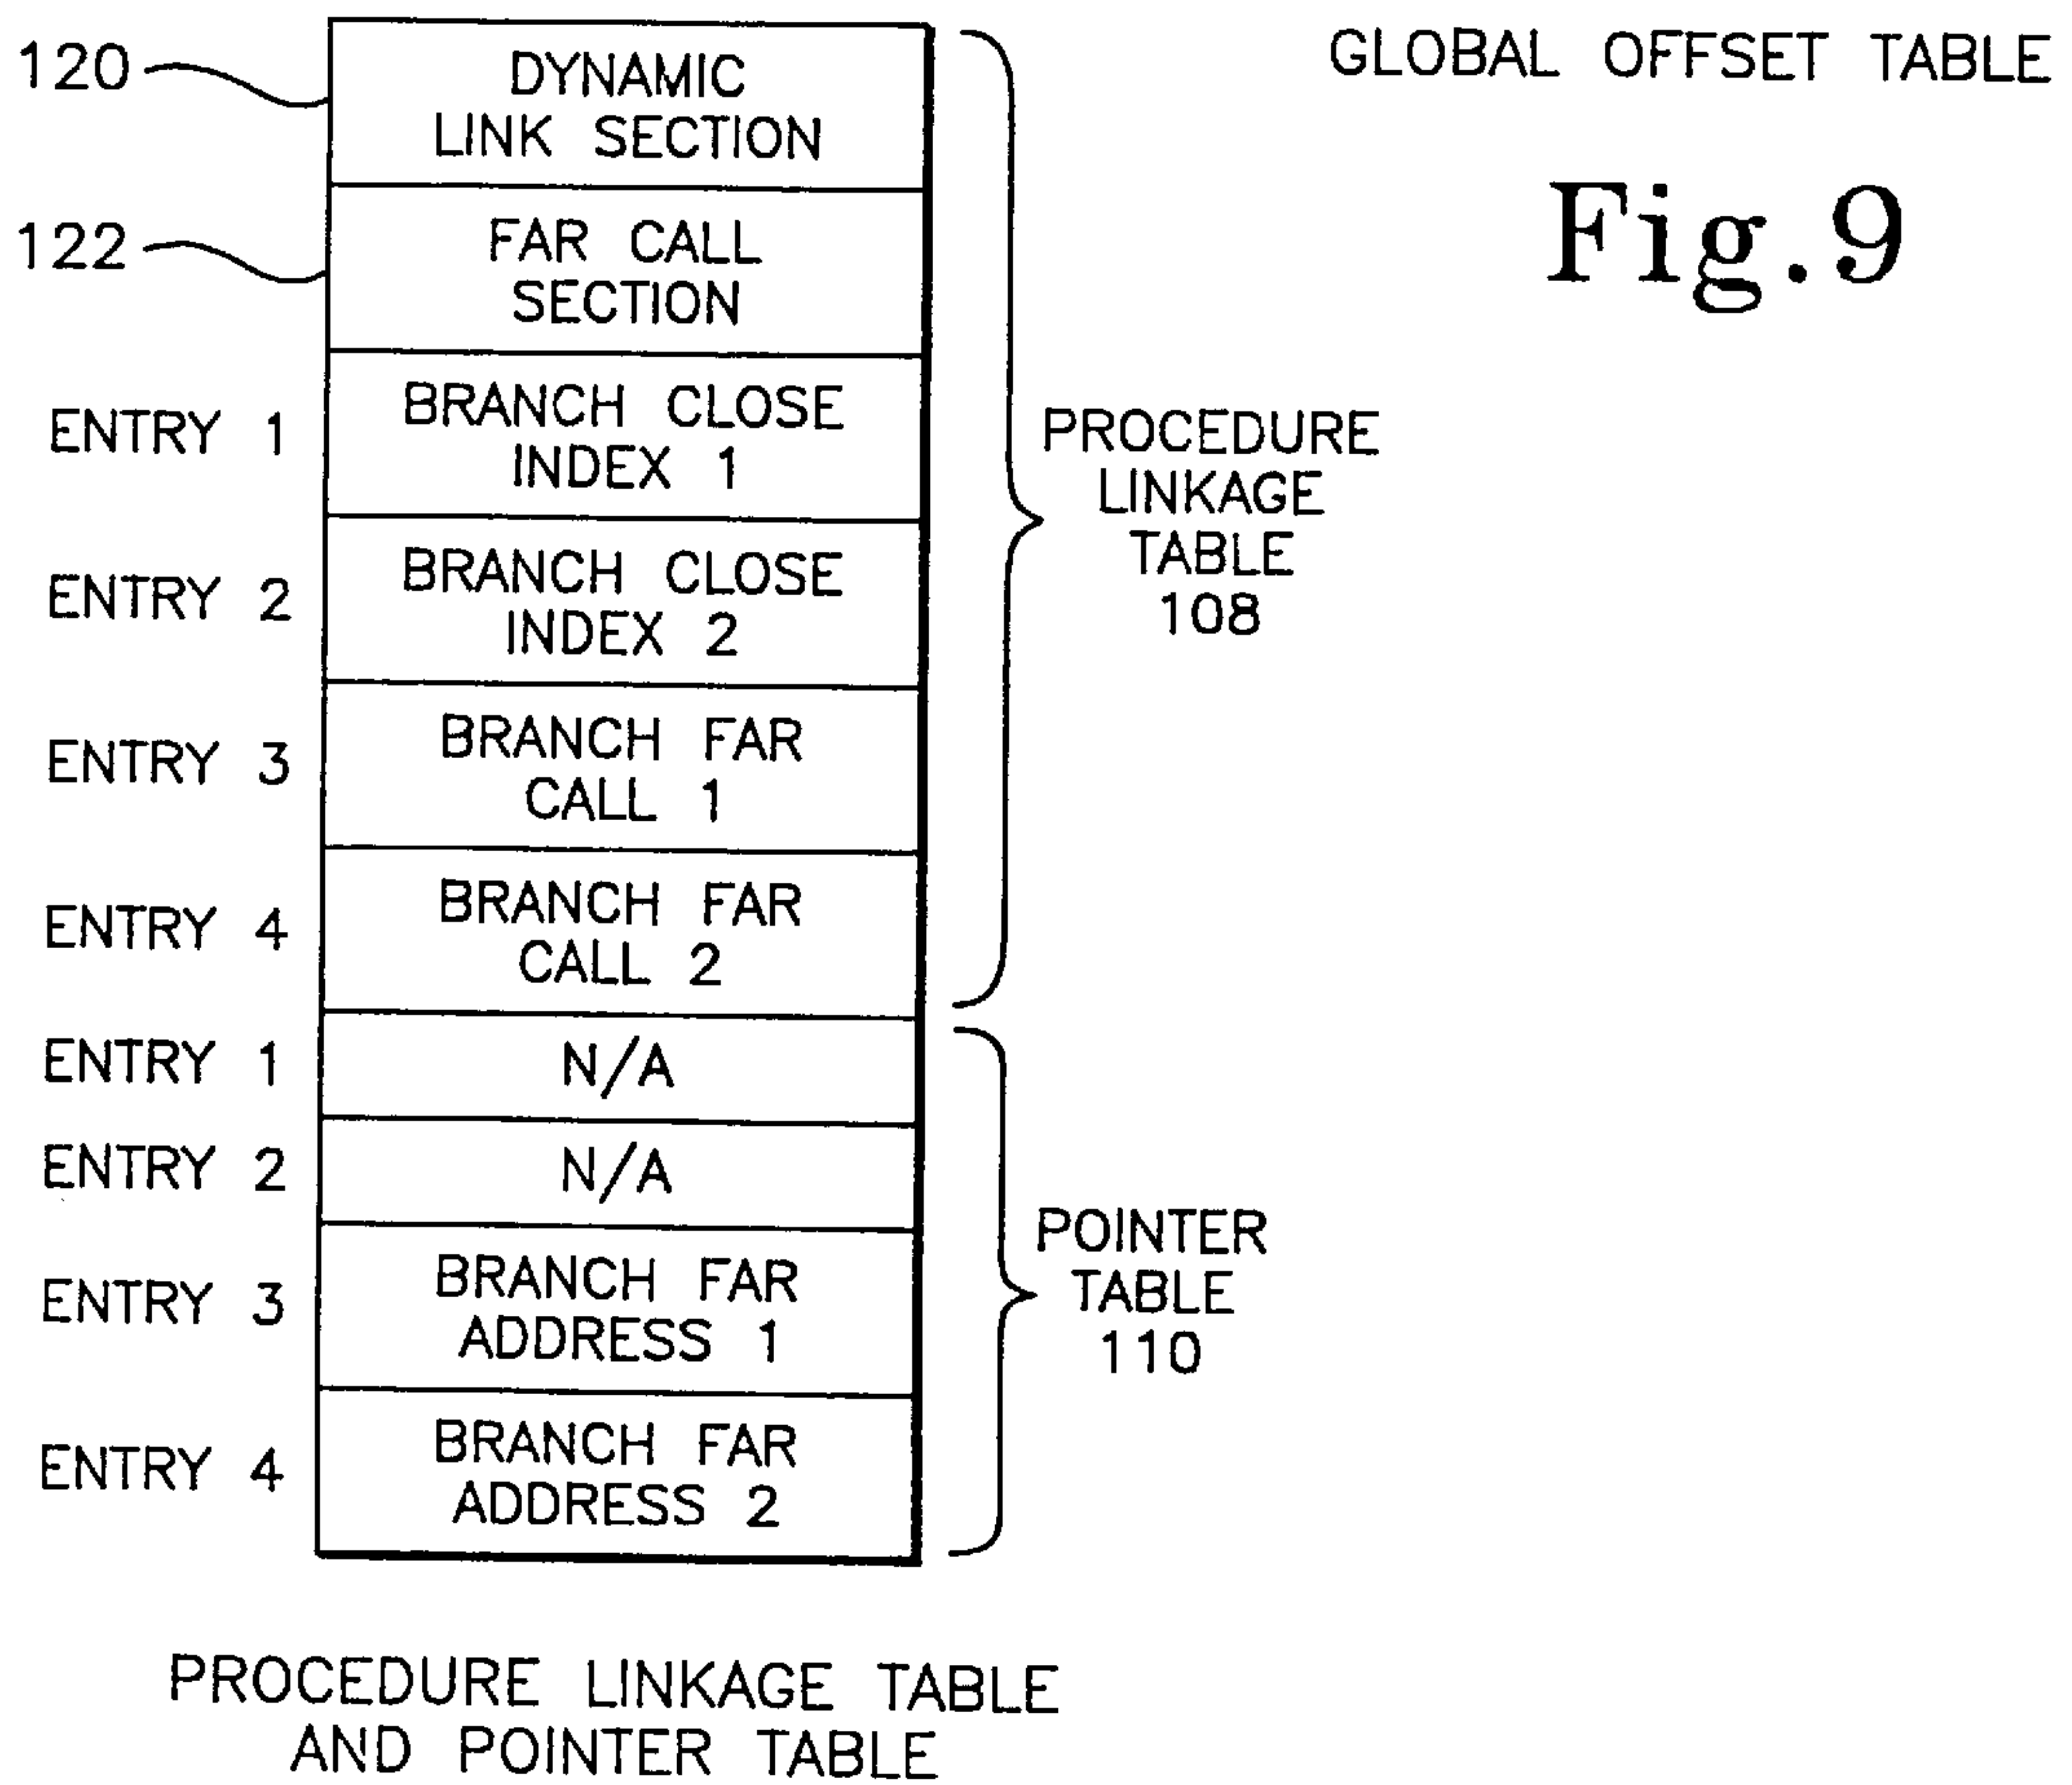 GLOBAL OFFSET TABLE
Fig.9
120
DYNAMIC
LINK SECTION
122
FAR CALL
SECTION
ENTRY 1
BRANCH CLOSE
INDEX 1
ENTRY 2
BRANCH CLOSE
INDEX 2
ENTRY 3
BRANCH FAR
CALL 1
ENTRY 4
BRANCH FAR
CALL 2
PROCEDURE
LINKAGE
TABLE
108
ENTRY 1
N/A
ENTRY 2
N/A
ENTRY 3
BRANCH FAR
ADDRESS 1
ENTRY 4
BRANCH FAR
ADDRESS 2
POINTER
TABLE
110
PROCEDURE LINKAGE TABLE
AND POINTER TABLE